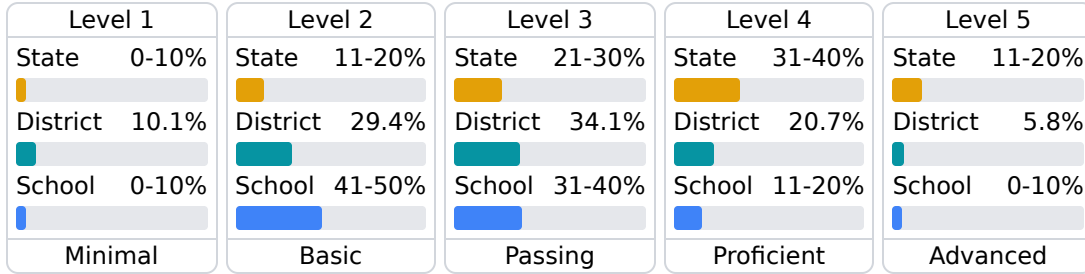 Level 1
State 0-10%
District 10.1%
School 0-10%
Minimal
Level 2
State 11-20%
District 29.4%
School 41-50%
Basic
Level 3
State 21-30%
District 34.1%
School 31-40%
Passing
Level 4
State 31-40%
District 20.7%
School 11-20%
Proficient
Level 5
State 11-20%
District 5.8%
School 0-10%
Advanced